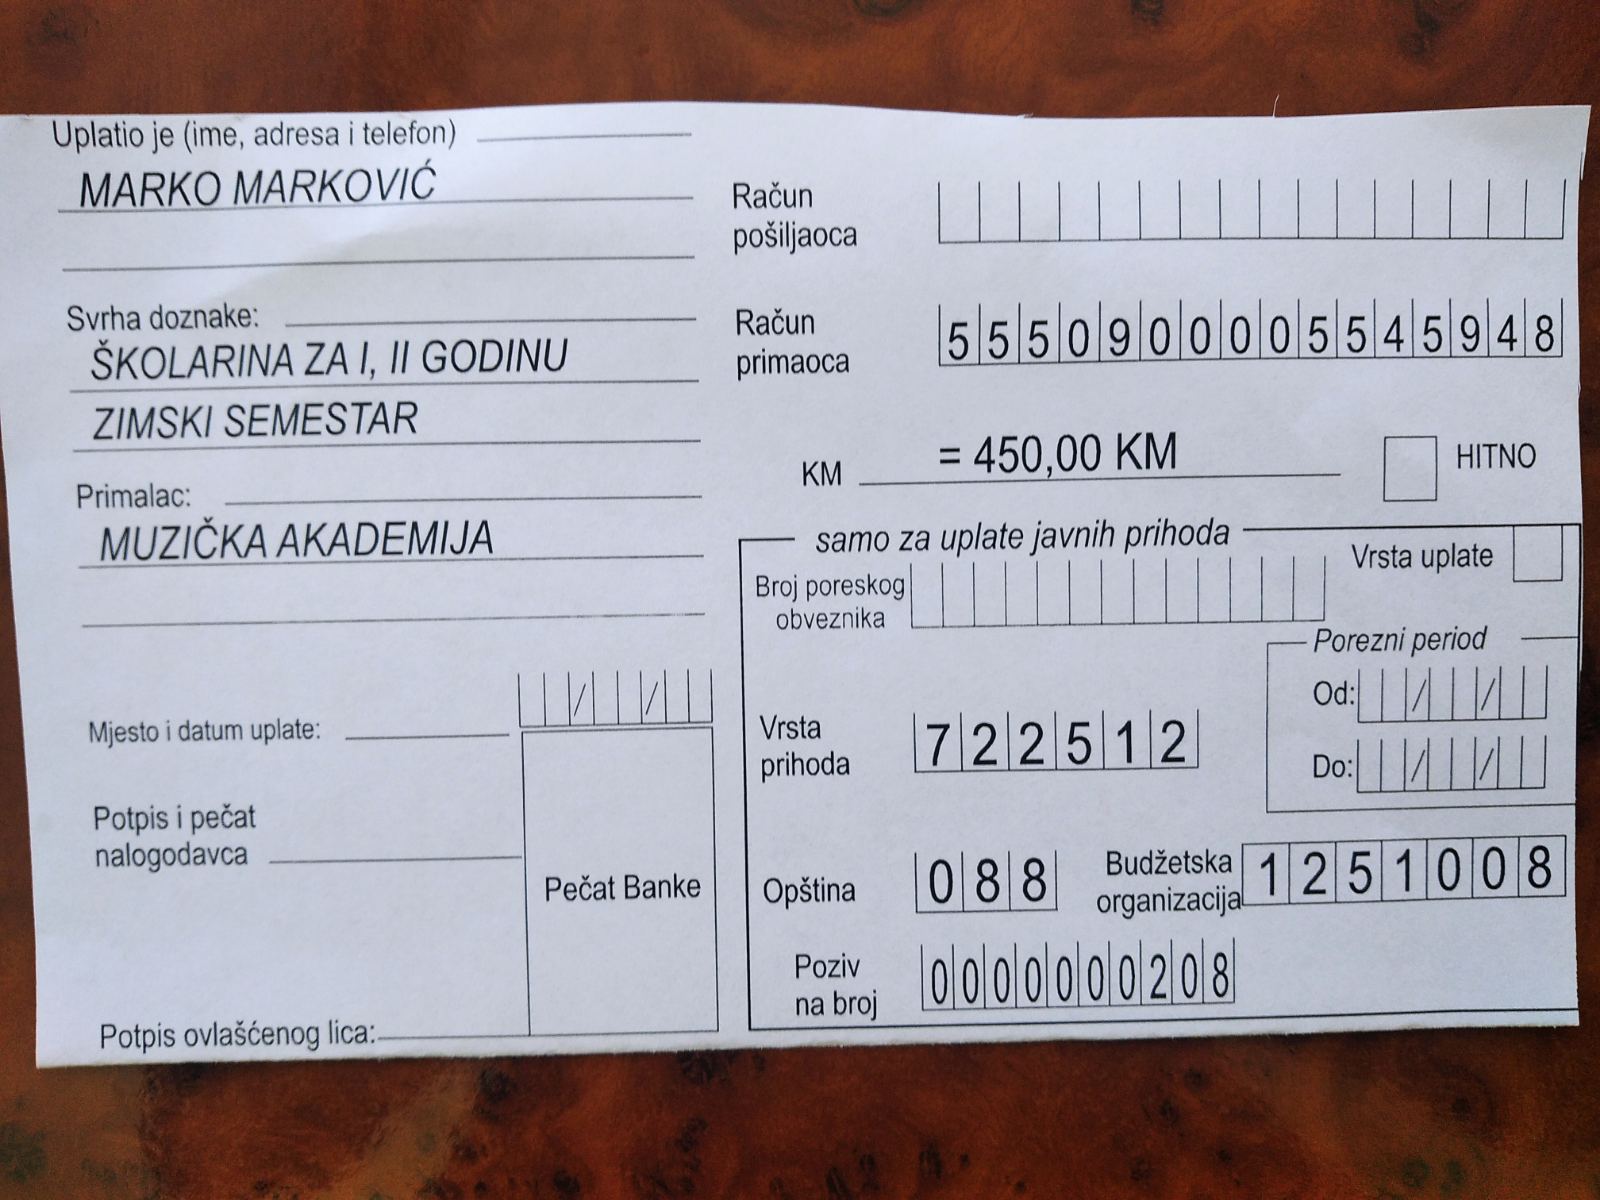 Uplatio je (ime, adresa i telefon)
MARKO MARKOVIĆ
Svrha doznake:
ŠKOLARINA ZA I, II GODINU
ZIMSKI SEMESTAR
Primalac:
MUZIČKA AKADEMIJA
Mjesto i datum uplate:
/ /
Potpis i pečat
nalogodavca
Pečat Banke
Potpis ovlašćenog lica:
Račun
pošiljaoca
Račun
primaoca
5550900005545948
KM = 450,00 KM
HITNO
samo za uplate javnih prihoda
Vrsta uplate
Broj poreskog
obveznika
Porezni period
Od: / /
Do: / /
Vrsta
prihoda
722512
Opština
088
Budžetska
organizacija
1251008
Poziv
na broj
0000000208